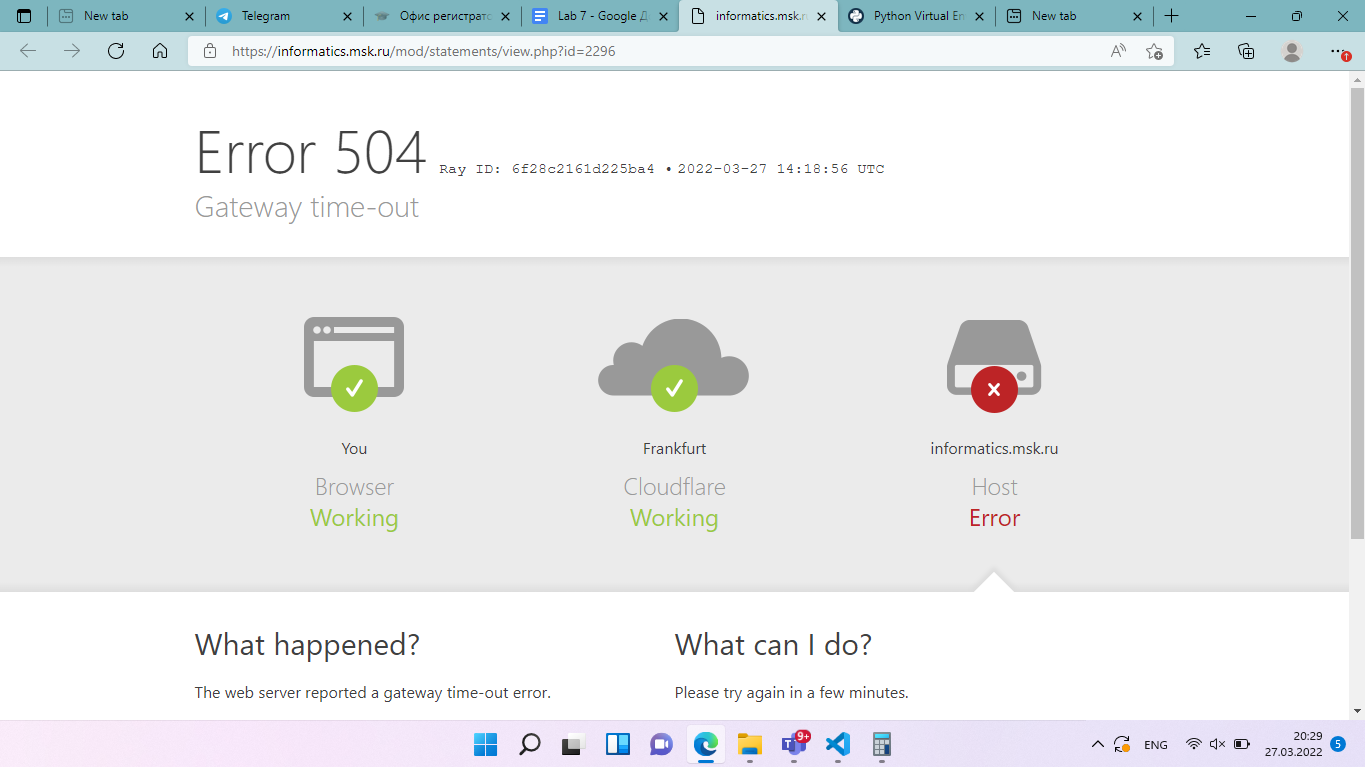 New tab
Telegram
Офис регистрато
Lab 7 - Google Д
informatics.msk.ru
Python Virtual En
New tab
https://informatics.msk.ru/mod/statements/view.php?id=2296
Error 504 Ray ID: 6f28c2161d225ba4 • 2022-03-27 14:18:56 UTC
Gateway time-out
You
Browser
Working
Frankfurt
Cloudflare
Working
informatics.msk.ru
Host
Error
What happened?
The web server reported a gateway time-out error.
What can I do?
Please try again in a few minutes.
9+
ENG
20:29
27.03.2022
5